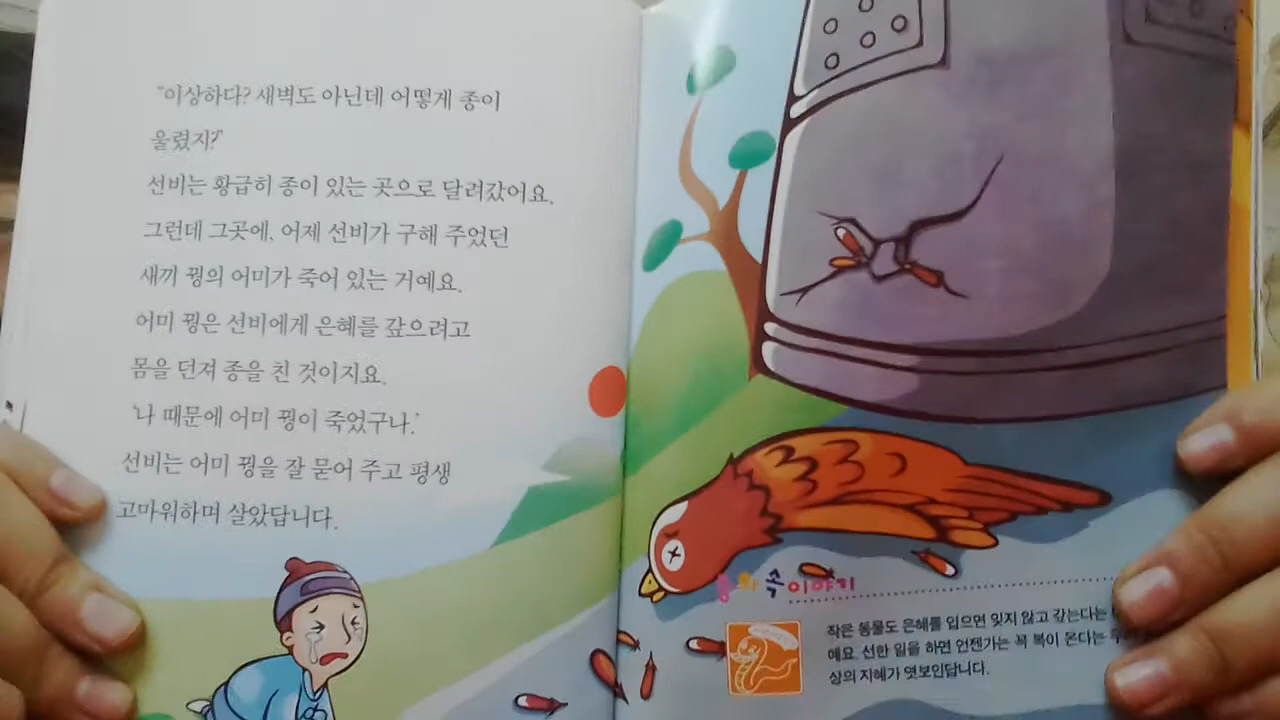 "이상하다? 새벽도 아닌데 어떻게 종이
울렸지?"
선비는 황급히 종이 있는 곳으로 달려갔어요.
그런데 그곳에, 어제 선비가 구해 주었던
새끼 꿩의 어미가 죽어 있는 거예요.
어미 꿩은 선비에게 은혜를 갚으려고
몸을 던져 종을 친 것이지요.
'나 때문에 어미 꿩이 죽었구나.'
선비는 어미 꿩을 잘 묻어 주고 평생
고마워하며 살았답니다.
속 이야기
작은 동물도 은혜를 입으면 잊지 않고 갚는다는
예요. 선한 일을 하면 언젠가는 꼭 복이 온다는
상의 지혜가 엿보인답니다.